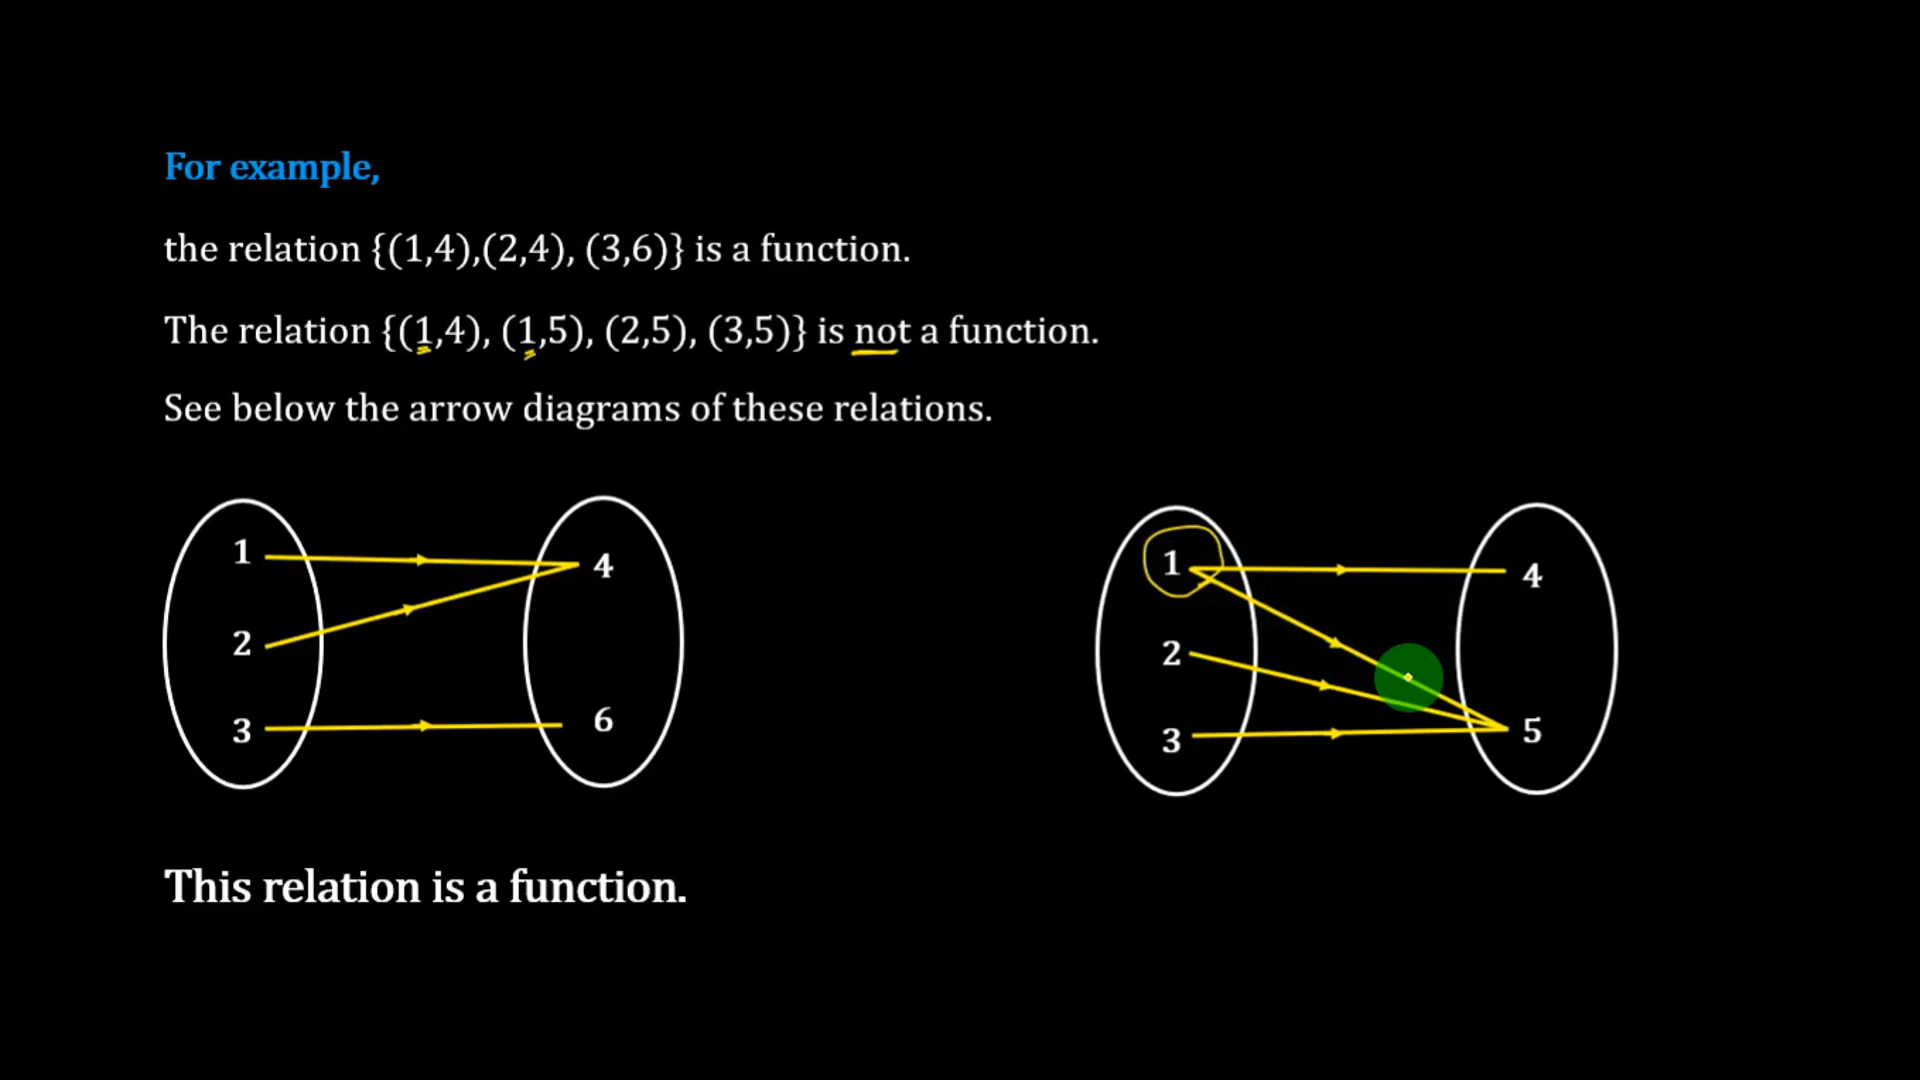 For example,
the relation {(1,4),(2,4), (3,6)} is a function.
The relation {(1,4), (1,5), (2,5), (3,5)} is not a function.
See below the arrow diagrams of these relations.
1
2
3
4
6
1
2
3
4
5
This relation is a function.